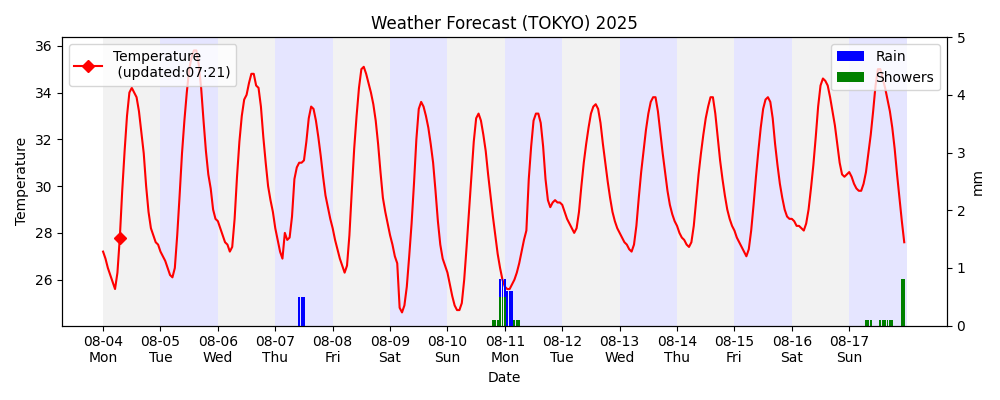 Weather Forecast (TOKYO) 2025
Temperature
(updated:07:21)
Rain
Showers
36
34
32
30
28
26
Temperature
5
4
3
2
1
0
mm
08-04 08-05 08-06 08-07 08-08 08-09 08-10 08-11 08-12 08-13 08-14 08-15 08-16 08-17
Mon Tue Wed Thu Fri Sat Sun Mon Tue Wed Thu Fri Sat Sun
Date